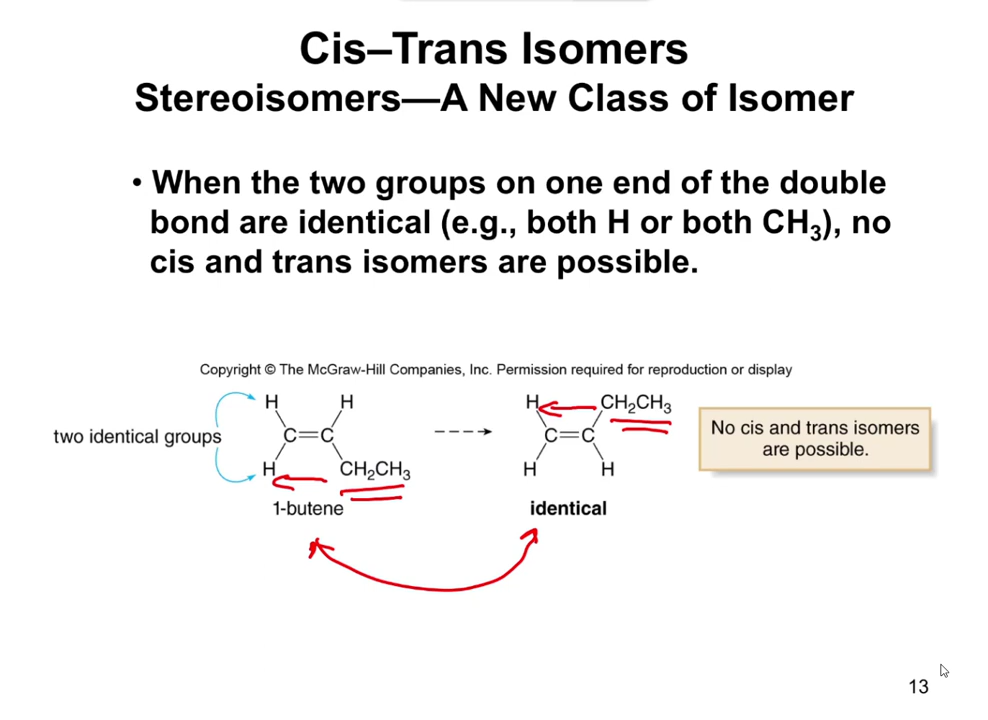 Cis–Trans Isomers
Stereoisomers—A New Class of Isomer
• When the two groups on one end of the double
bond are identical (e.g., both H or both CH₃), no
cis and trans isomers are possible.
Copyright © The McGraw-Hill Companies, Inc. Permission required for reproduction or display
H H H CH₂CH₃
two identical groups C=C C=C No cis and trans isomers
are possible.
H CH₂CH₃ H H
1-butene identical
13